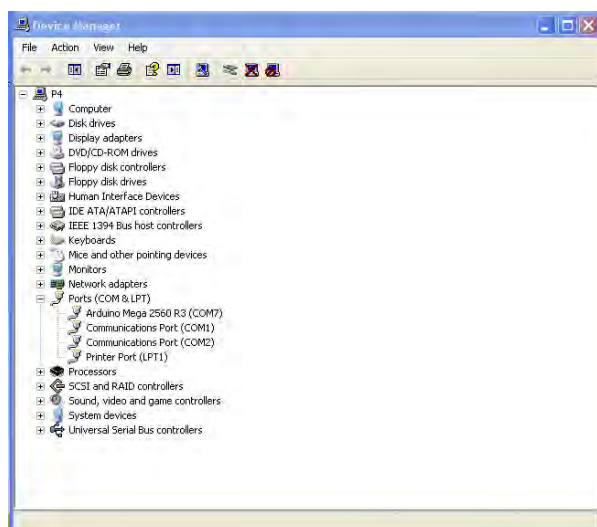 Device Manager
File Action View Help
P4
Computer
Disk drives
Display adapters
DVD/CD-ROM drives
Floppy disk controllers
Floppy disk drives
Human Interface Devices
IDE ATA/ATAPI controllers
IEEE 1394 Bus host controllers
Keyboards
Mice and other pointing devices
Monitors
Network adapters
Ports (COM & LPT)
Arduino Mega 2560 R3 (COM7)
Communications Port (COM1)
Communications Port (COM2)
Printer Port (LPT1)
Processors
SCSI and RAID controllers
Sound, video and game controllers
System devices
Universal Serial Bus controllers